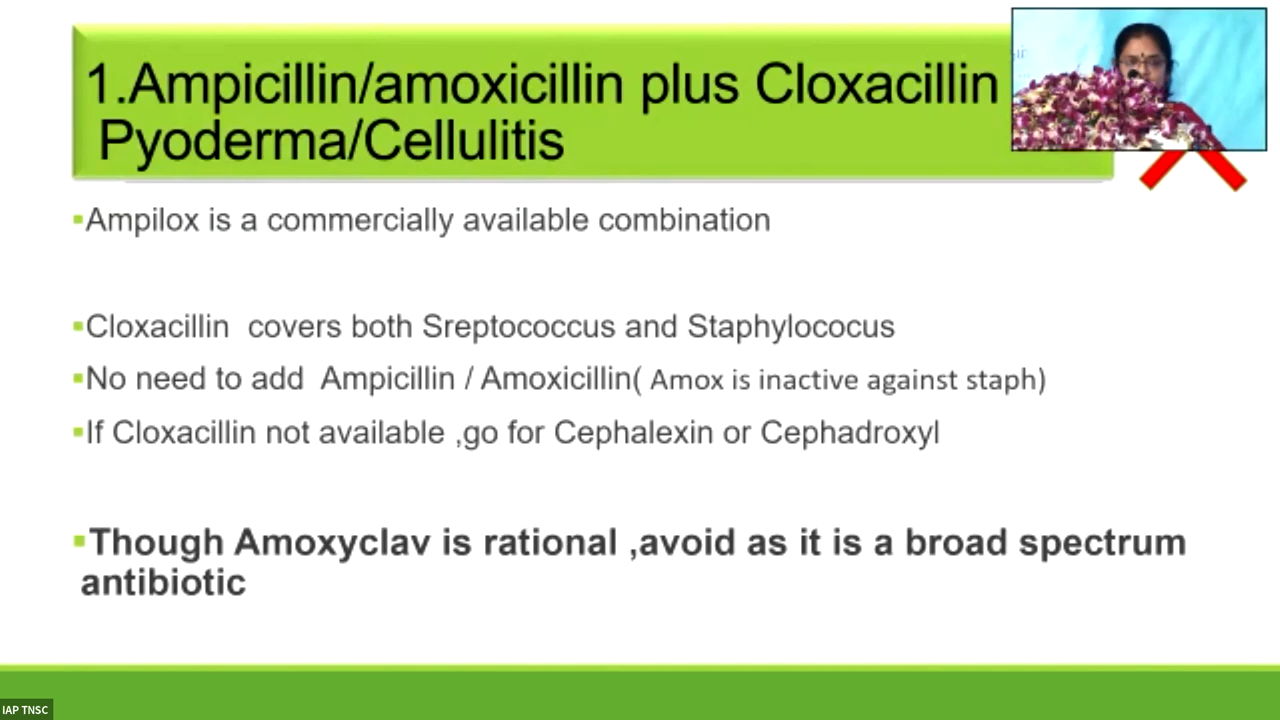 1.Ampicillin/amoxicillin plus Cloxacillin
Pyoderma/Cellulitis
▪Ampilox is a commercially available combination
▪Cloxacillin covers both Sreptococcus and Staphylococus
▪No need to add Ampicillin / Amoxicillin( Amox is inactive against staph)
▪If Cloxacillin not available ,go for Cephalexin or Cephadroxyl
▪Though Amoxyclav is rational ,avoid as it is a broad spectrum
antibiotic
IAP TNSC